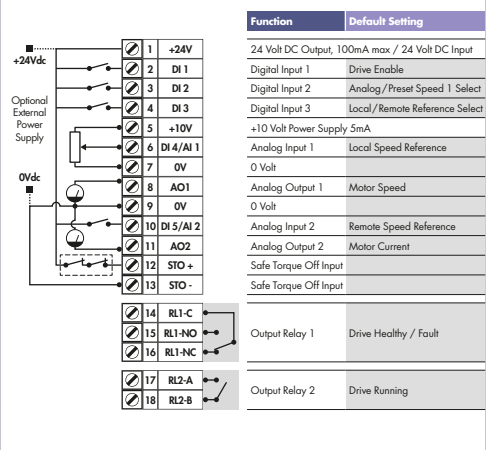 Function Default Setting
+24Vdc
Optional
External
Power
Supply
0Vdc
1 +24V 24 Volt DC Output, 100mA max / 24 Volt DC Input
2 DI 1 Digital Input 1 Drive Enable
3 DI 2 Digital Input 2 Analog/Preset Speed 1 Select
4 DI 3 Digital Input 3 Local/Remote Reference Select
5 +10V +10 Volt Power Supply 5mA
6 DI 4/AI 1 Analog Input 1 Local Speed Reference
7 0V 0 Volt
8 AO1 Analog Output 1 Motor Speed
9 0V 0 Volt
10 DI 5/AI 2 Analog Input 2 Remote Speed Reference
11 AO2 Analog Output 2 Motor Current
12 STO + Safe Torque Off Input
13 STO - Safe Torque Off Input
14 RL1-C
15 RL1-NO Output Relay 1 Drive Healthy / Fault
16 RL1-NC
17 RL2-A
Output Relay 2 Drive Running
18 RL2-B